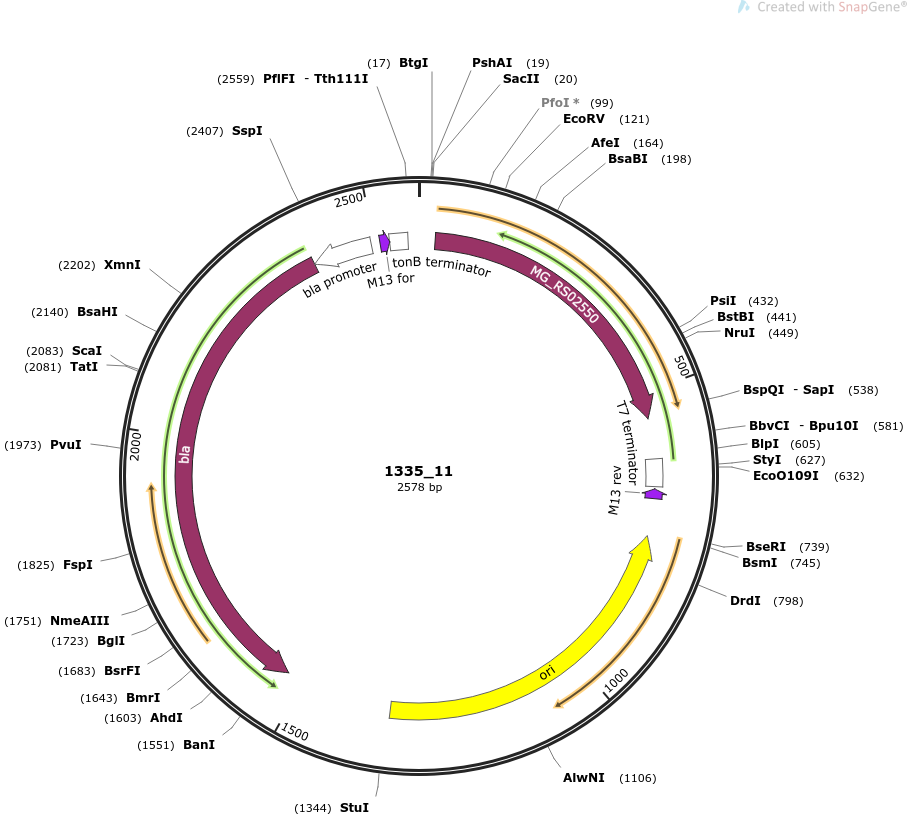 Created with SnapGene®
(17) BtgI
PshAI (19)
(2559) PflFI - Tth111I
SacII (20)
PfoI * (99)
EcoRV (121)
(2407) SspI
AfeI (164)
BsaBI (198)
2500
tonB terminator
bla promoter
M13 for
MG_RS02550
(2202) XmnI
(2140) BsaHI
PsiI (432)
BstBI (441)
NruI (449)
(2083) ScaI
(2081) TatI
500
BspQI - SapI (538)
T7 terminator
BbvCI - Bpu10I (581)
(1973) PvuI
2000
bla
BlpI (605)
StyI (627)
EcoO109I (632)
1335_11
2578 bp
M13 rev
BseRI (739)
BsmI (745)
(1825) FspI
DrdI (798)
(1751) NmeAIII
(1723) BglI
(1683) BsrFI
ori
1000
(1643) BmrI
(1603) AhdI
1500
(1551) BanI
AlwNI (1106)
(1344) StuI